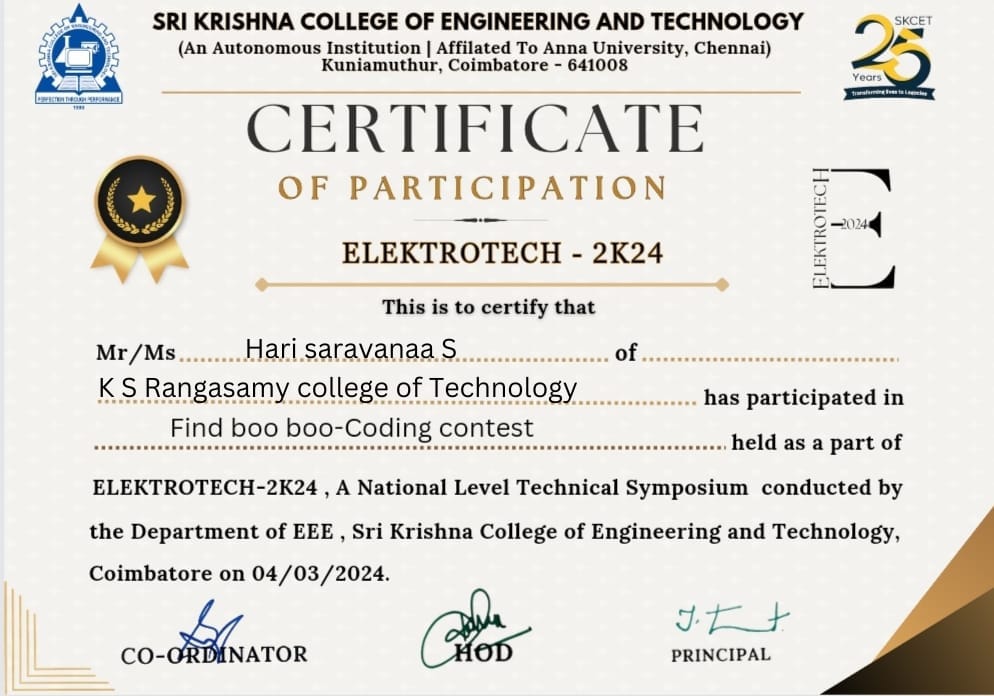 SRI KRISHNA COLLEGE OF ENGINEERING AND TECHNOLOGY
(An Autonomous Institution | Affilated To Anna University, Chennai)
Kuniamuthur, Coimbatore - 641008
PERFECTION THROUGH PERFORMANCE
SKCET
25
Years
Transforming lives to Legacies
CERTIFICATE
OF PARTICIPATION
ELEKTROTECH - 2K24
ELEKTROTECH
2024
E
This is to certify that
Mr/Ms Hari saravanaa S of
K S Rangasamy college of Technology has participated in
Find boo boo-Coding contest held as a part of
ELEKTROTECH-2K24 , A National Level Technical Symposium conducted by
the Department of EEE , Sri Krishna College of Engineering and Technology,
Coimbatore on 04/03/2024.
CO-ORDINATOR
HOD
PRINCIPAL